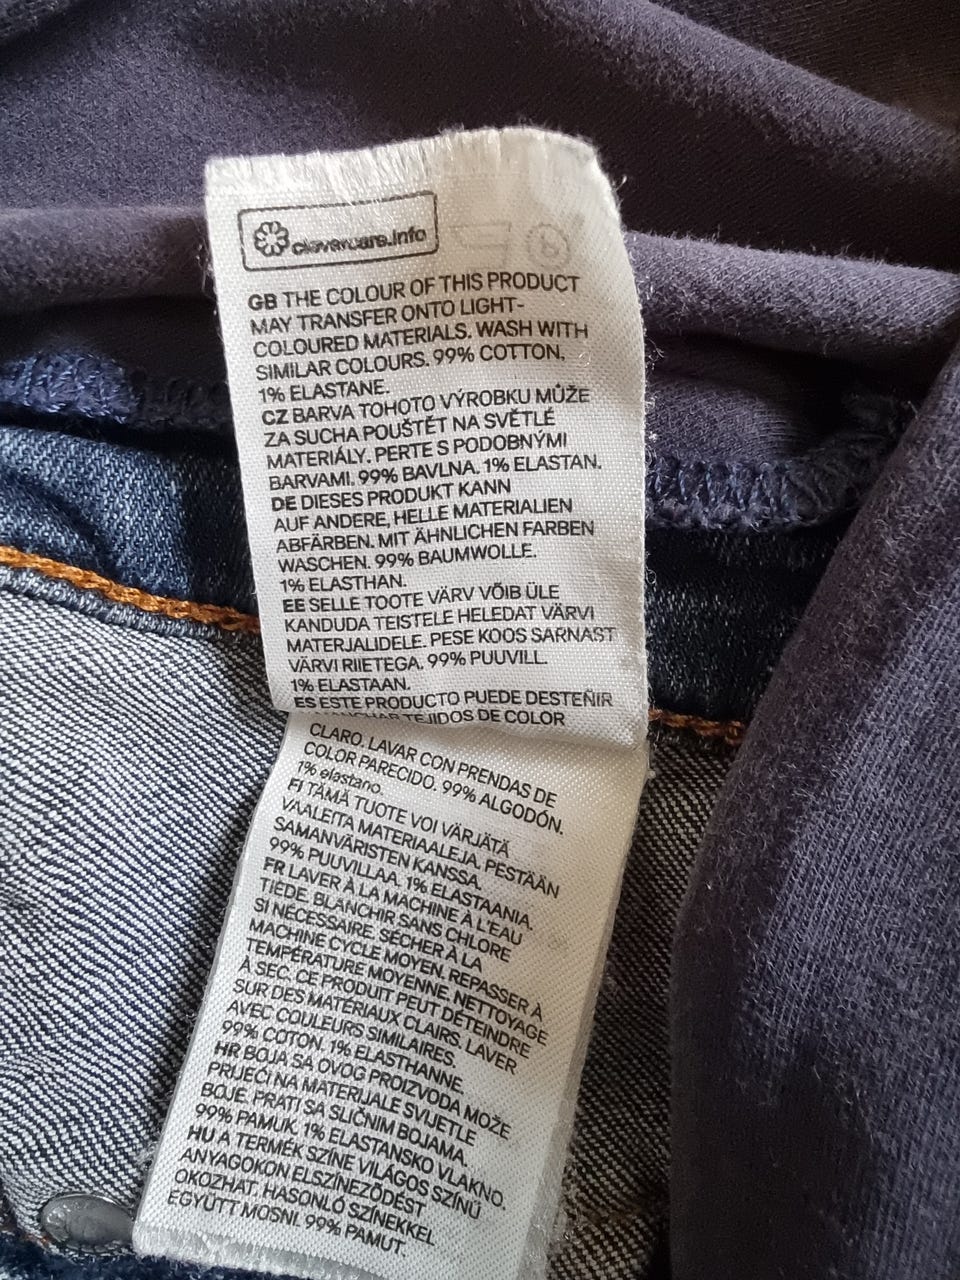 clevercare.info
GB THE COLOUR OF THIS PRODUCT
MAY TRANSFER ONTO LIGHT-
COLOURED MATERIALS. WASH WITH
SIMILAR COLOURS. 99% COTTON,
1% ELASTANE.
CZ BARVA TOHOTO VÝROBKU MŮŽE
ZA SUCHA POUŠTĚT NA SVĚTLÉ
MATERIÁLY. PERTE S PODOBNÝMI
BARVAMI. 99% BAVLNA. 1% ELASTAN.
DE DIESES PRODUKT KANN
AUF ANDERE, HELLE MATERIALIEN
ABFÄRBEN. MIT ÄHNLICHEN FARBEN
WASCHEN. 99% BAUMWOLLE.
1% ELASTHAN.
EE SELLE TOOTE VÄRV VÕIB ÜLE
KANDUDA TEISTELE HELEDAT VÄRVI
MATERJALIDELE. PESE KOOS SARNAST
VÄRVI RIIETEGA. 99% PUUVILL.
1% ELASTAAN.
ES ESTE PRODUCTO PUEDE DESTEÑIR
TEJIDOS DE COLOR
CLARO. LAVAR CON PRENDAS DE
COLOR PARECIDO. 99% ALGODÓN.
1% elastano.
FI TÄMÄ TUOTE VOI VÄRJÄTÄ
VAALEITA MATERIAALEJA. PESTÄÄN
SAMANVÄRISTEN KANSSA.
99% PUUVILLAA. 1% ELASTAANIA.
FR LAVER À LA MACHINE À L'EAU
TIÈDE. BLANCHIR SANS CHLORE
SI NÉCESSAIRE. SÉCHER À LA
MACHINE CYCLE MOYEN. REPASSER À
TEMPÉRATURE MOYENNE. NETTOYAGE
À SEC. CE PRODUIT PEUT DÉTEINDRE
SUR DES MATÉRIAUX CLAIRS. LAVER
AVEC COULEURS SIMILAIRES.
99% COTON. 1% ELASTHANNE.
HR BOJA SA OVOG PROIZVODA MOŽE
PRIJEĆI NA MATERIJALE SVIJETLE
BOJE. PRATI SA SLIČNIM BOJAMA.
99% PAMUK. 1% ELASTANSKO VLAKNO.
HU A TERMÉK SZÍNE VILÁGOS SZÍNŰ
ANYAGOKON ELSZÍNEZŐDÉST
OKOZHAT. HASONLÓ SZÍNEKKEL
EGYÜTT MOSNI. 99% PAMUT.